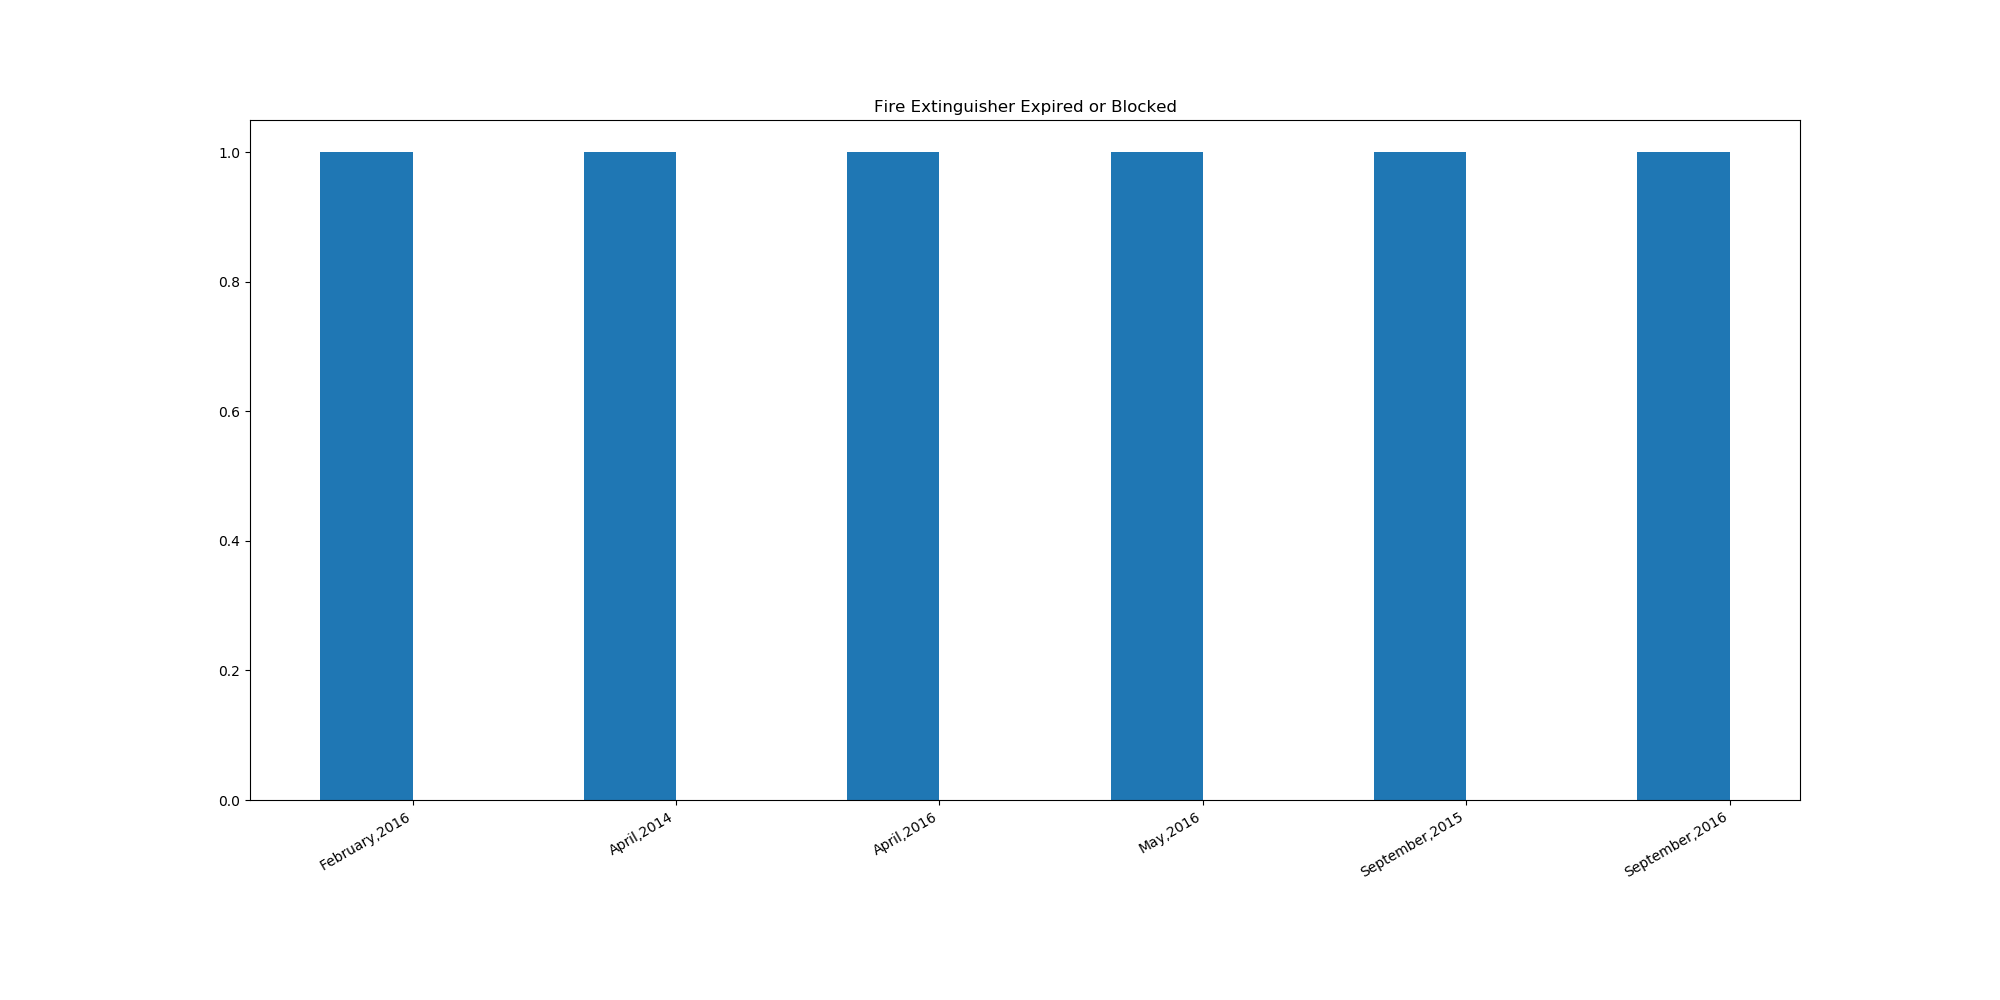 Fire Extinguisher Expired or Blocked
1.0
0.8
0.6
0.4
0.2
0.0
February,2016
April,2014
April,2016
May,2016
September,2015
September,2016